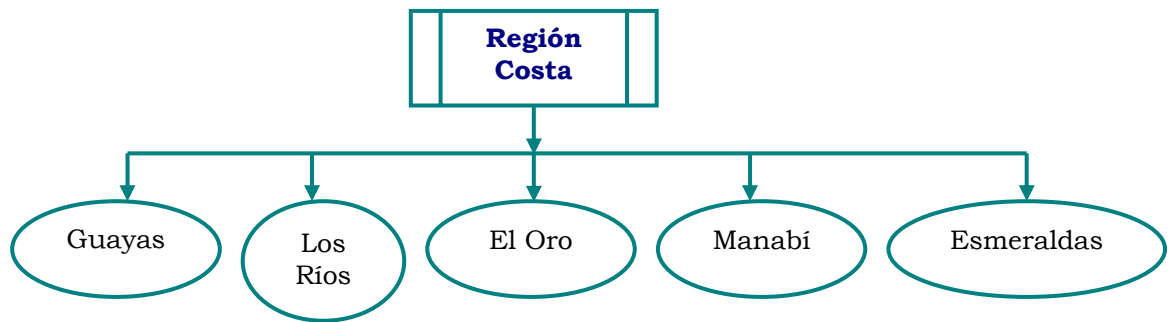 Región
Costa
Guayas
Los
Ríos
El Oro
Manabí
Esmeraldas